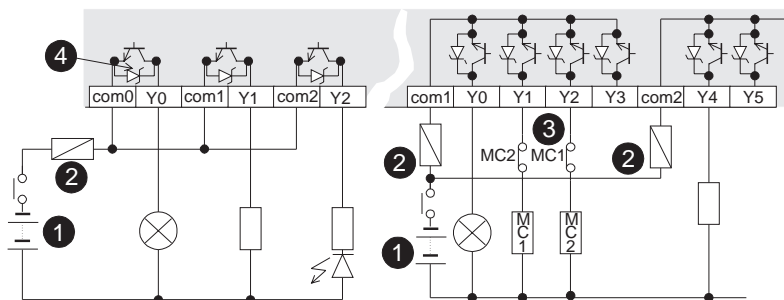 4
com0 Y0 com1 Y1 com2 Y2
2
1
com1 Y0 Y1 Y2 Y3 com2 Y4 Y5
3
2 MC2 MC1 2
1
MC1
MC2